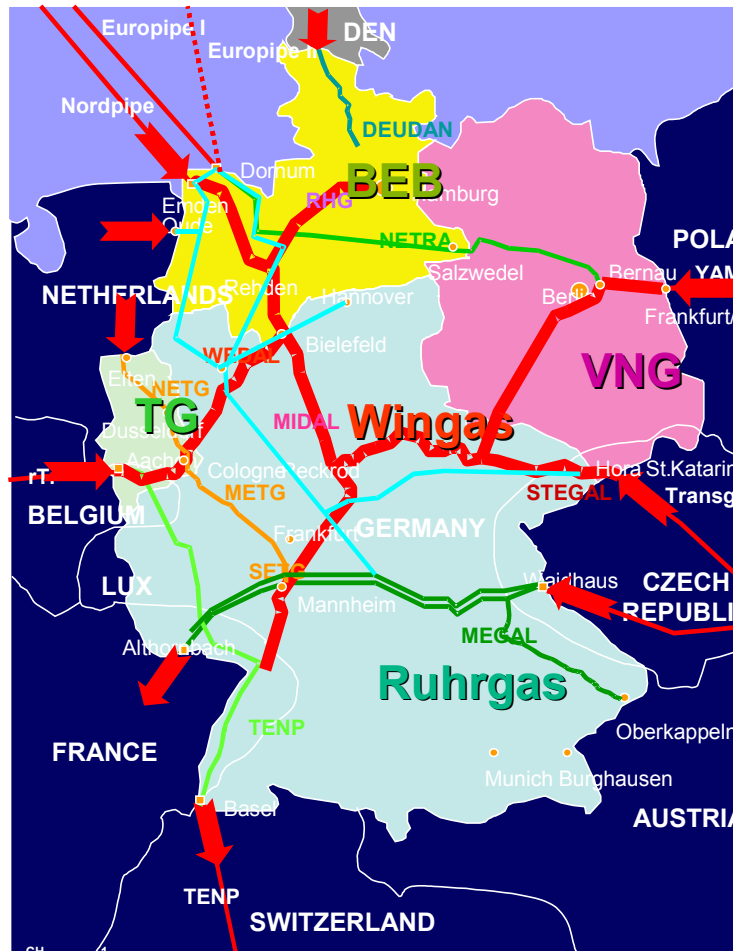 Europipe I
DEN
Europipe II
Nordpipe
DEUDAN
BEB
Dornum
Emden
RHG
Hamburg
Oude
NETRA
POLA
Salzwedel
Bernau
YAM
Rehden
NETHERLANDS
Hannover
Berli
Frankfurt/
WEDAL
Bielefeld
Elten
NETG
VNG
TG
Wingas
MIDAL
Dusseldorf
Aachen
Cologne
Reckrod
Hora St.Katarin
rT.
METG
STEGAL
Transg
BELGIUM
GERMANY
Frankfurt
LUX
SETG
Waidhaus
CZECH
REPUBLI
Mannheim
MEGAL
Althornbach
Ruhrgas
TENP
Oberkappeln
FRANCE
Munich
Burghausen
Basel
AUSTRIA
TENP
SWITZERLAND